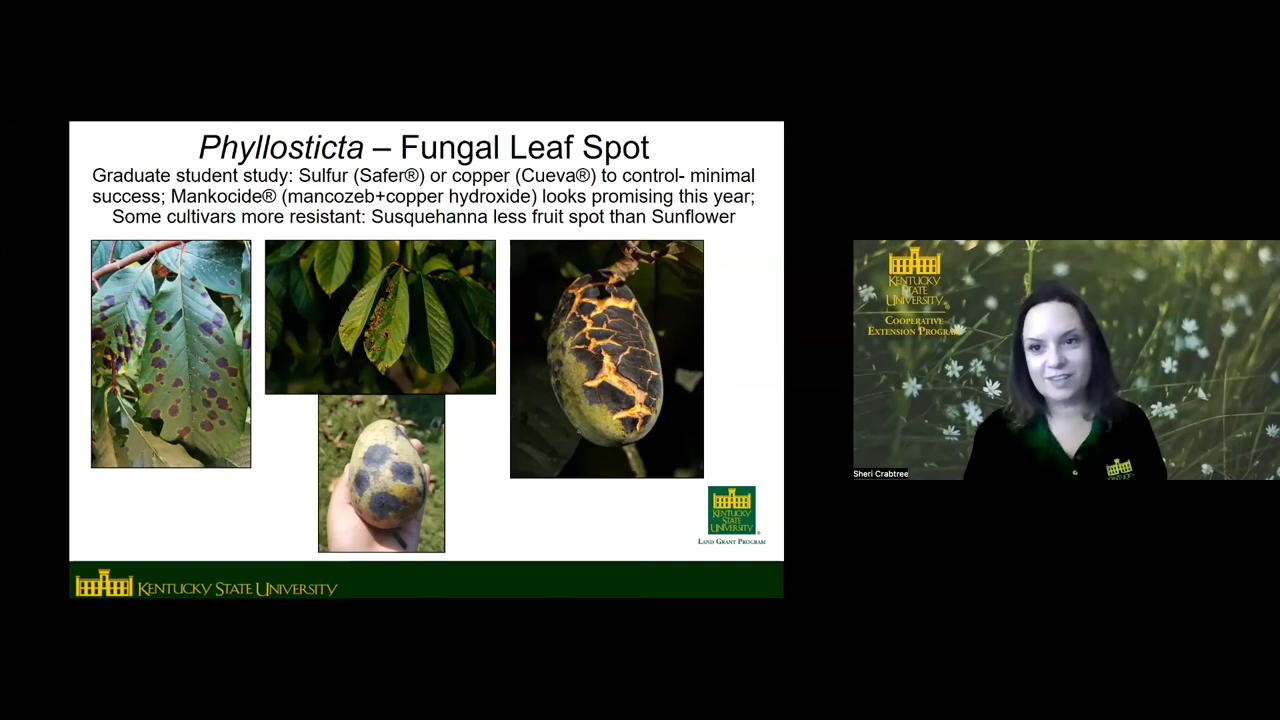 Phyllosticta – Fungal Leaf Spot
Graduate student study: Sulfur (Safer®) or copper (Cueva®) to control- minimal
success; Mankocide® (mancozeb+copper hydroxide) looks promising this year;
Some cultivars more resistant: Susquehanna less fruit spot than Sunflower
KENTUCKY
STATE
UNIVERSITY®
LAND GRANT PROGRAM
KENTUCKY STATE UNIVERSITY
KENTUCKY
STATE
UNIVERSITY®
COOPERATIVE
EXTENSION PROGRAM
Sheri Crabtree